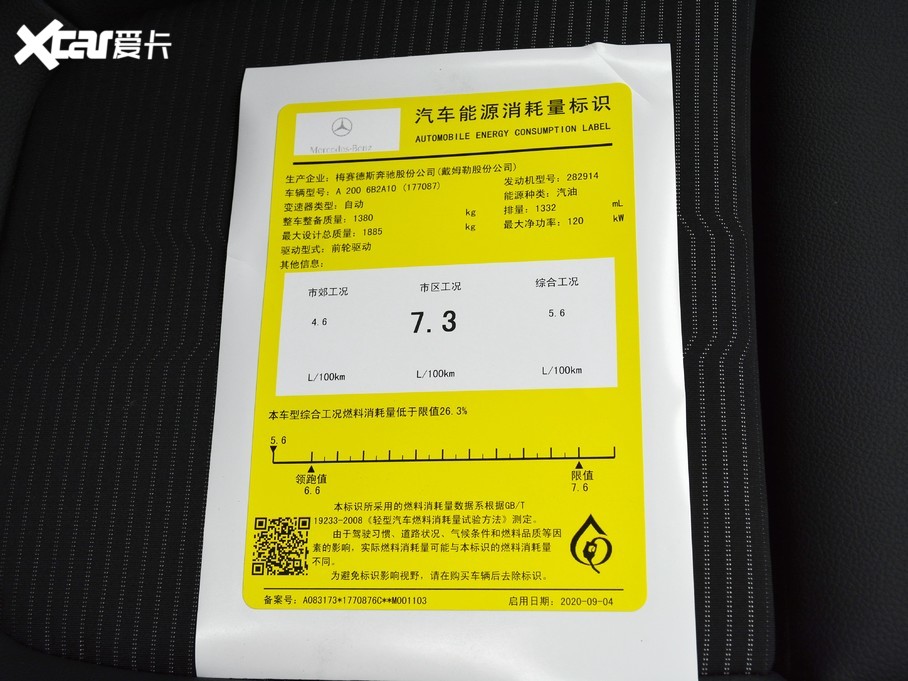 Xcar爱卡
汽车能源消耗量标识
AUTOMOBILE ENERGY CONSUMPTION LABEL
Mercedes-Benz
生产企业：梅赛德斯奔驰股份公司(戴姆勒股份公司)
车辆型号：A 200 6B2A10 (177087)
发动机型号：282914
变速器类型：自动
能源种类：汽油
整车整备质量：1380 kg
排量：1332 mL
最大设计总质量：1885 kg
最大净功率：120 kW
驱动型式：前轮驱动
其他信息：
市郊工况 市区工况 综合工况
4.6 7.3 5.6
L/100km L/100km L/100km
本车型综合工况燃料消耗量低于限值26.3%
5.6
领跑值 限值
6.6 7.6
本标识所采用的燃料消耗量数据系根据GB/T
19233-2008《轻型汽车燃料消耗量试验方法》测定。
由于驾驶习惯、道路状况、气候条件和燃料品质等因
素的影响，实际燃料消耗量可能与本标识的燃料消耗量
不同。
为避免标识影响视野，请在购买车辆后去除标识。
备案号：A083173*1770876C**M001103 启用日期：2020-09-04